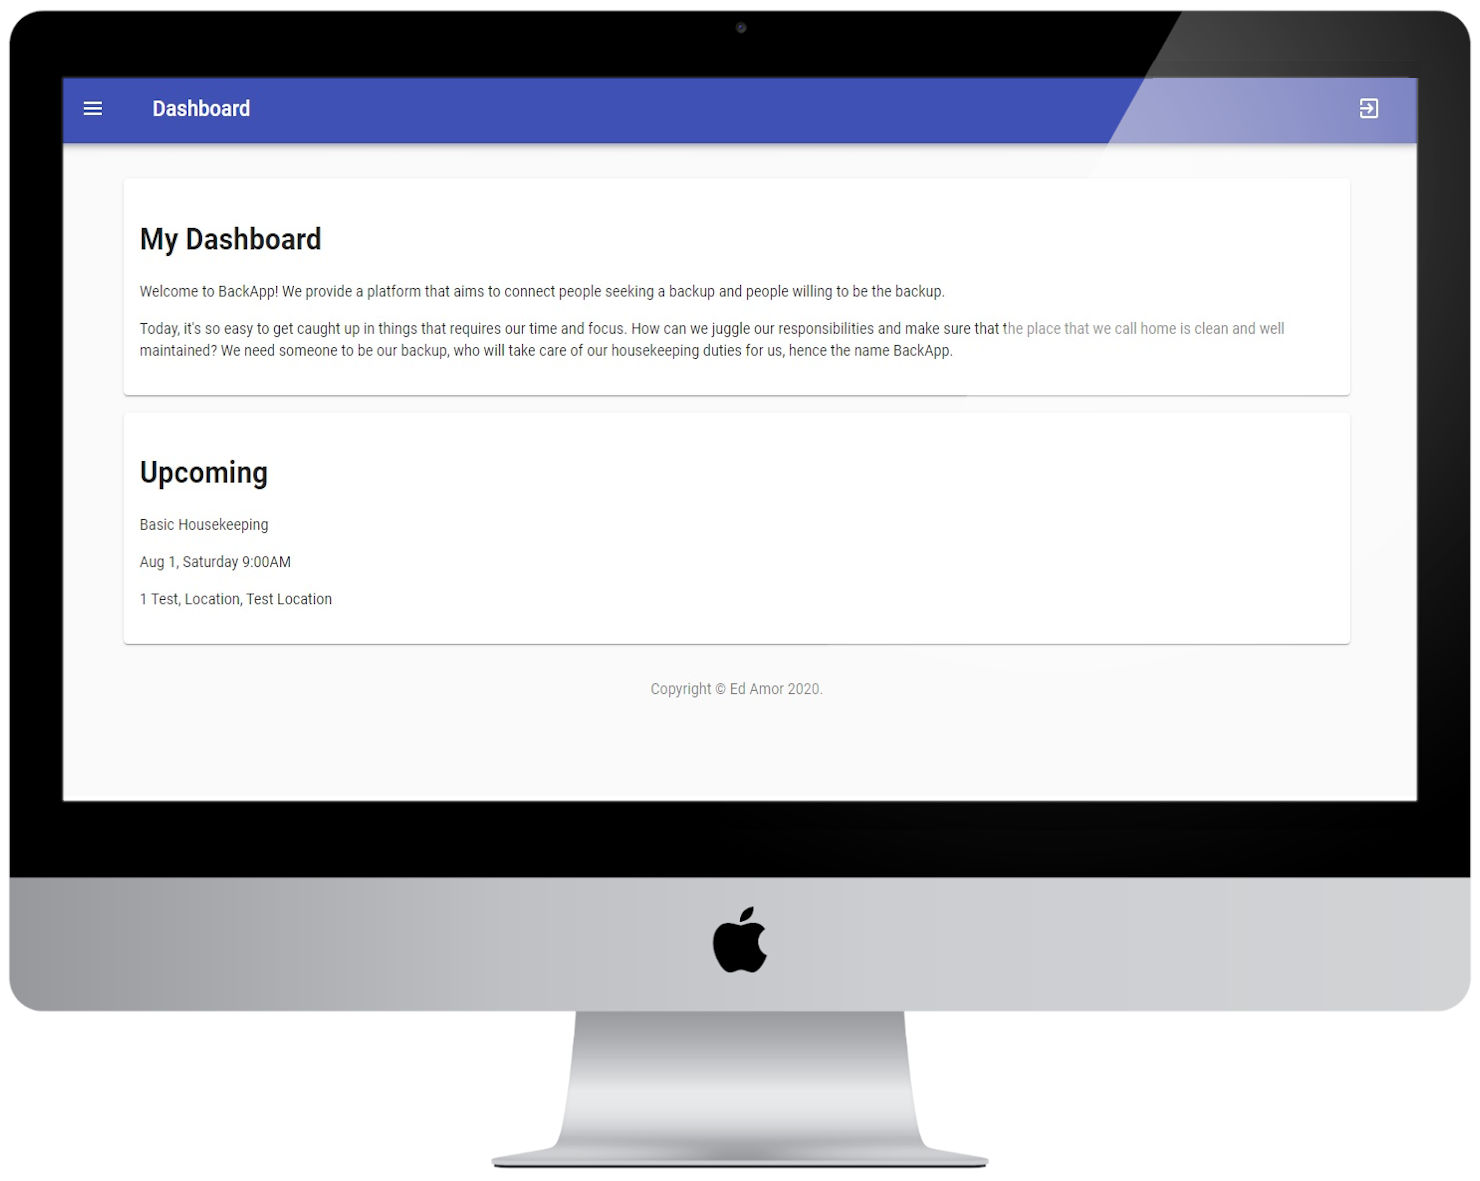 Dashboard
My Dashboard
Welcome to BackApp! We provide a platform that aims to connect people seeking a backup and people willing to be the backup.
Today, it's so easy to get caught up in things that requires our time and focus. How can we juggle our responsibilities and make sure that the place that we call home is clean and well
maintained? We need someone to be our backup, who will take care of our housekeeping duties for us, hence the name BackApp.
Upcoming
Basic Housekeeping
Aug 1, Saturday 9:00AM
1 Test, Location, Test Location
Copyright © Ed Amor 2020.